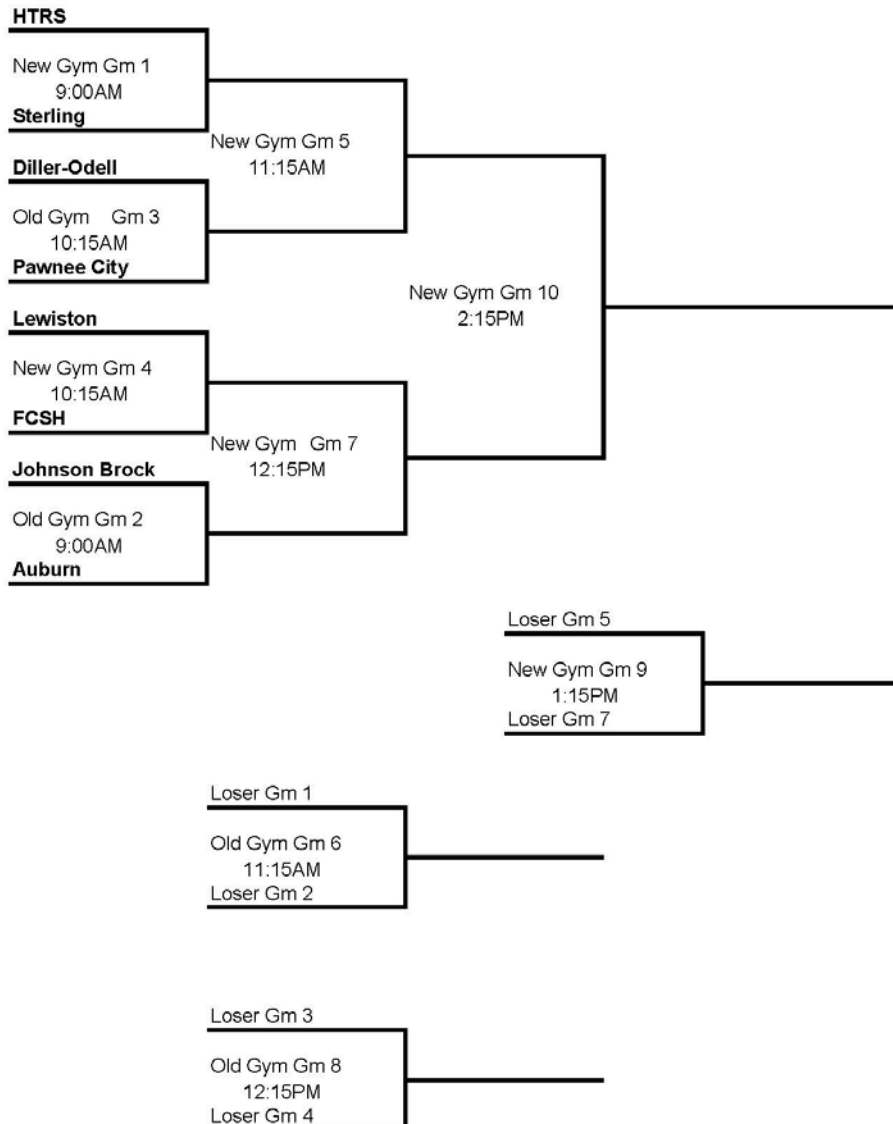 HTRS
New Gym Gm 1
9:00AM
Sterling
New Gym Gm 5
11:15AM
Diller-Odell
Old Gym Gm 3
10:15AM
Pawnee City
New Gym Gm 10
2:15PM
Lewiston
New Gym Gm 4
10:15AM
FCSH
New Gym Gm 7
12:15PM
Johnson Brock
Old Gym Gm 2
9:00AM
Auburn
Loser Gm 5
New Gym Gm 9
1:15PM
Loser Gm 7
Loser Gm 1
Old Gym Gm 6
11:15AM
Loser Gm 2
Loser Gm 3
Old Gym Gm 8
12:15PM
Loser Gm 4